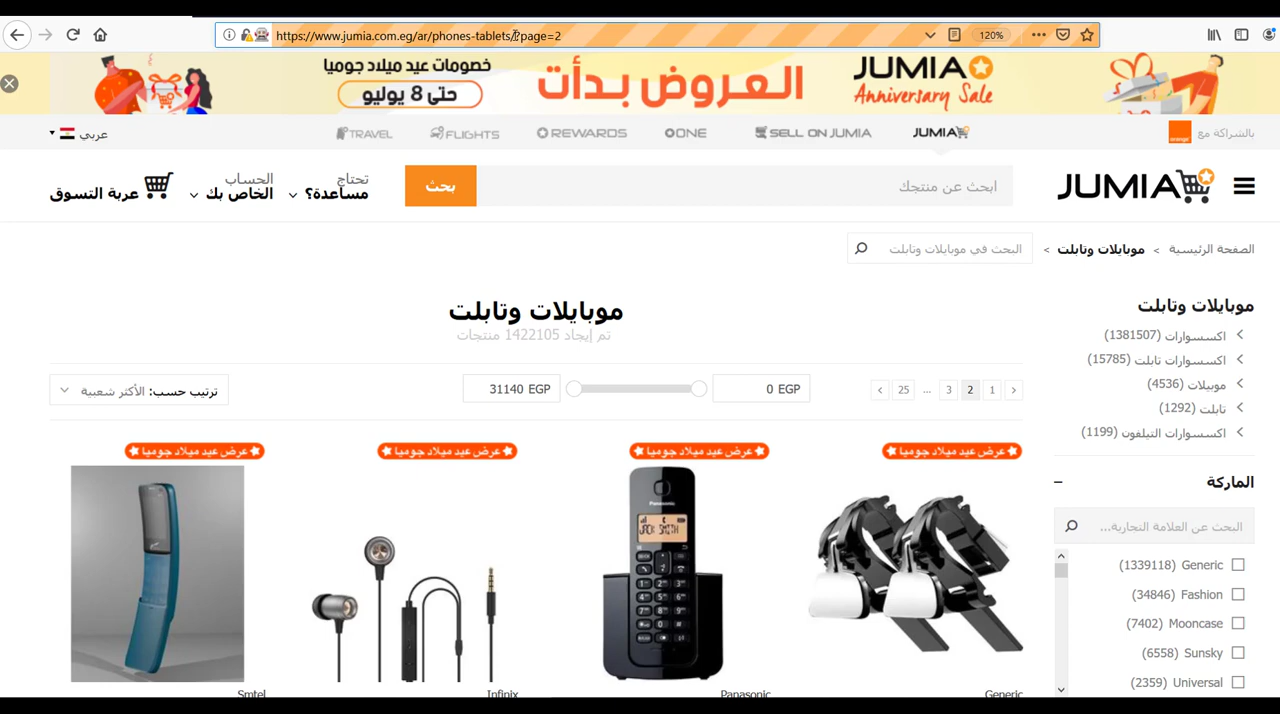 https://www.jumia.com.eg/ar/phones-tablets/?page=2
120%
خصومات عيد ميلاد جوميا
حتى 8 يوليو
العروض بدأت
JUMIA
Anniversary Sale
عربي
TRAVEL
FLIGHTS
REWARDS
ONE
SELL ON JUMIA
JUMIA
بالشراكة مع
orange
JUMIA
ابحث عن منتجك
بحث
تحتاج
مساعدة؟
الحساب
الخاص بك
عربة التسوق
الصفحة الرئيسية > موبايلات وتابلت >
البحث في موبايلات وتابلت
موبايلات وتابلت
اكسسوارات (1381507)
اكسسوارات تابلت (15785)
موبيلات (4536)
تابلت (1292)
اكسسوارات التيلفون (1199)
الماركة
البحث عن العلامة التجارية...
Generic (1339118)
Fashion (34846)
Mooncase (7402)
Sunsky (6558)
Universal (2359)
موبايلات وتابلت
تم إيجاد 1422105 منتجات
1 2 3 ... 25
0 EGP
31140 EGP
ترتيب حسب: الأكثر شعبية
عرض عيد ميلاد جوميا
عرض عيد ميلاد جوميا
عرض عيد ميلاد جوميا
عرض عيد ميلاد جوميا
Panasonic
JACK SMITH
Generic
Panasonic
Infinix
Smtel